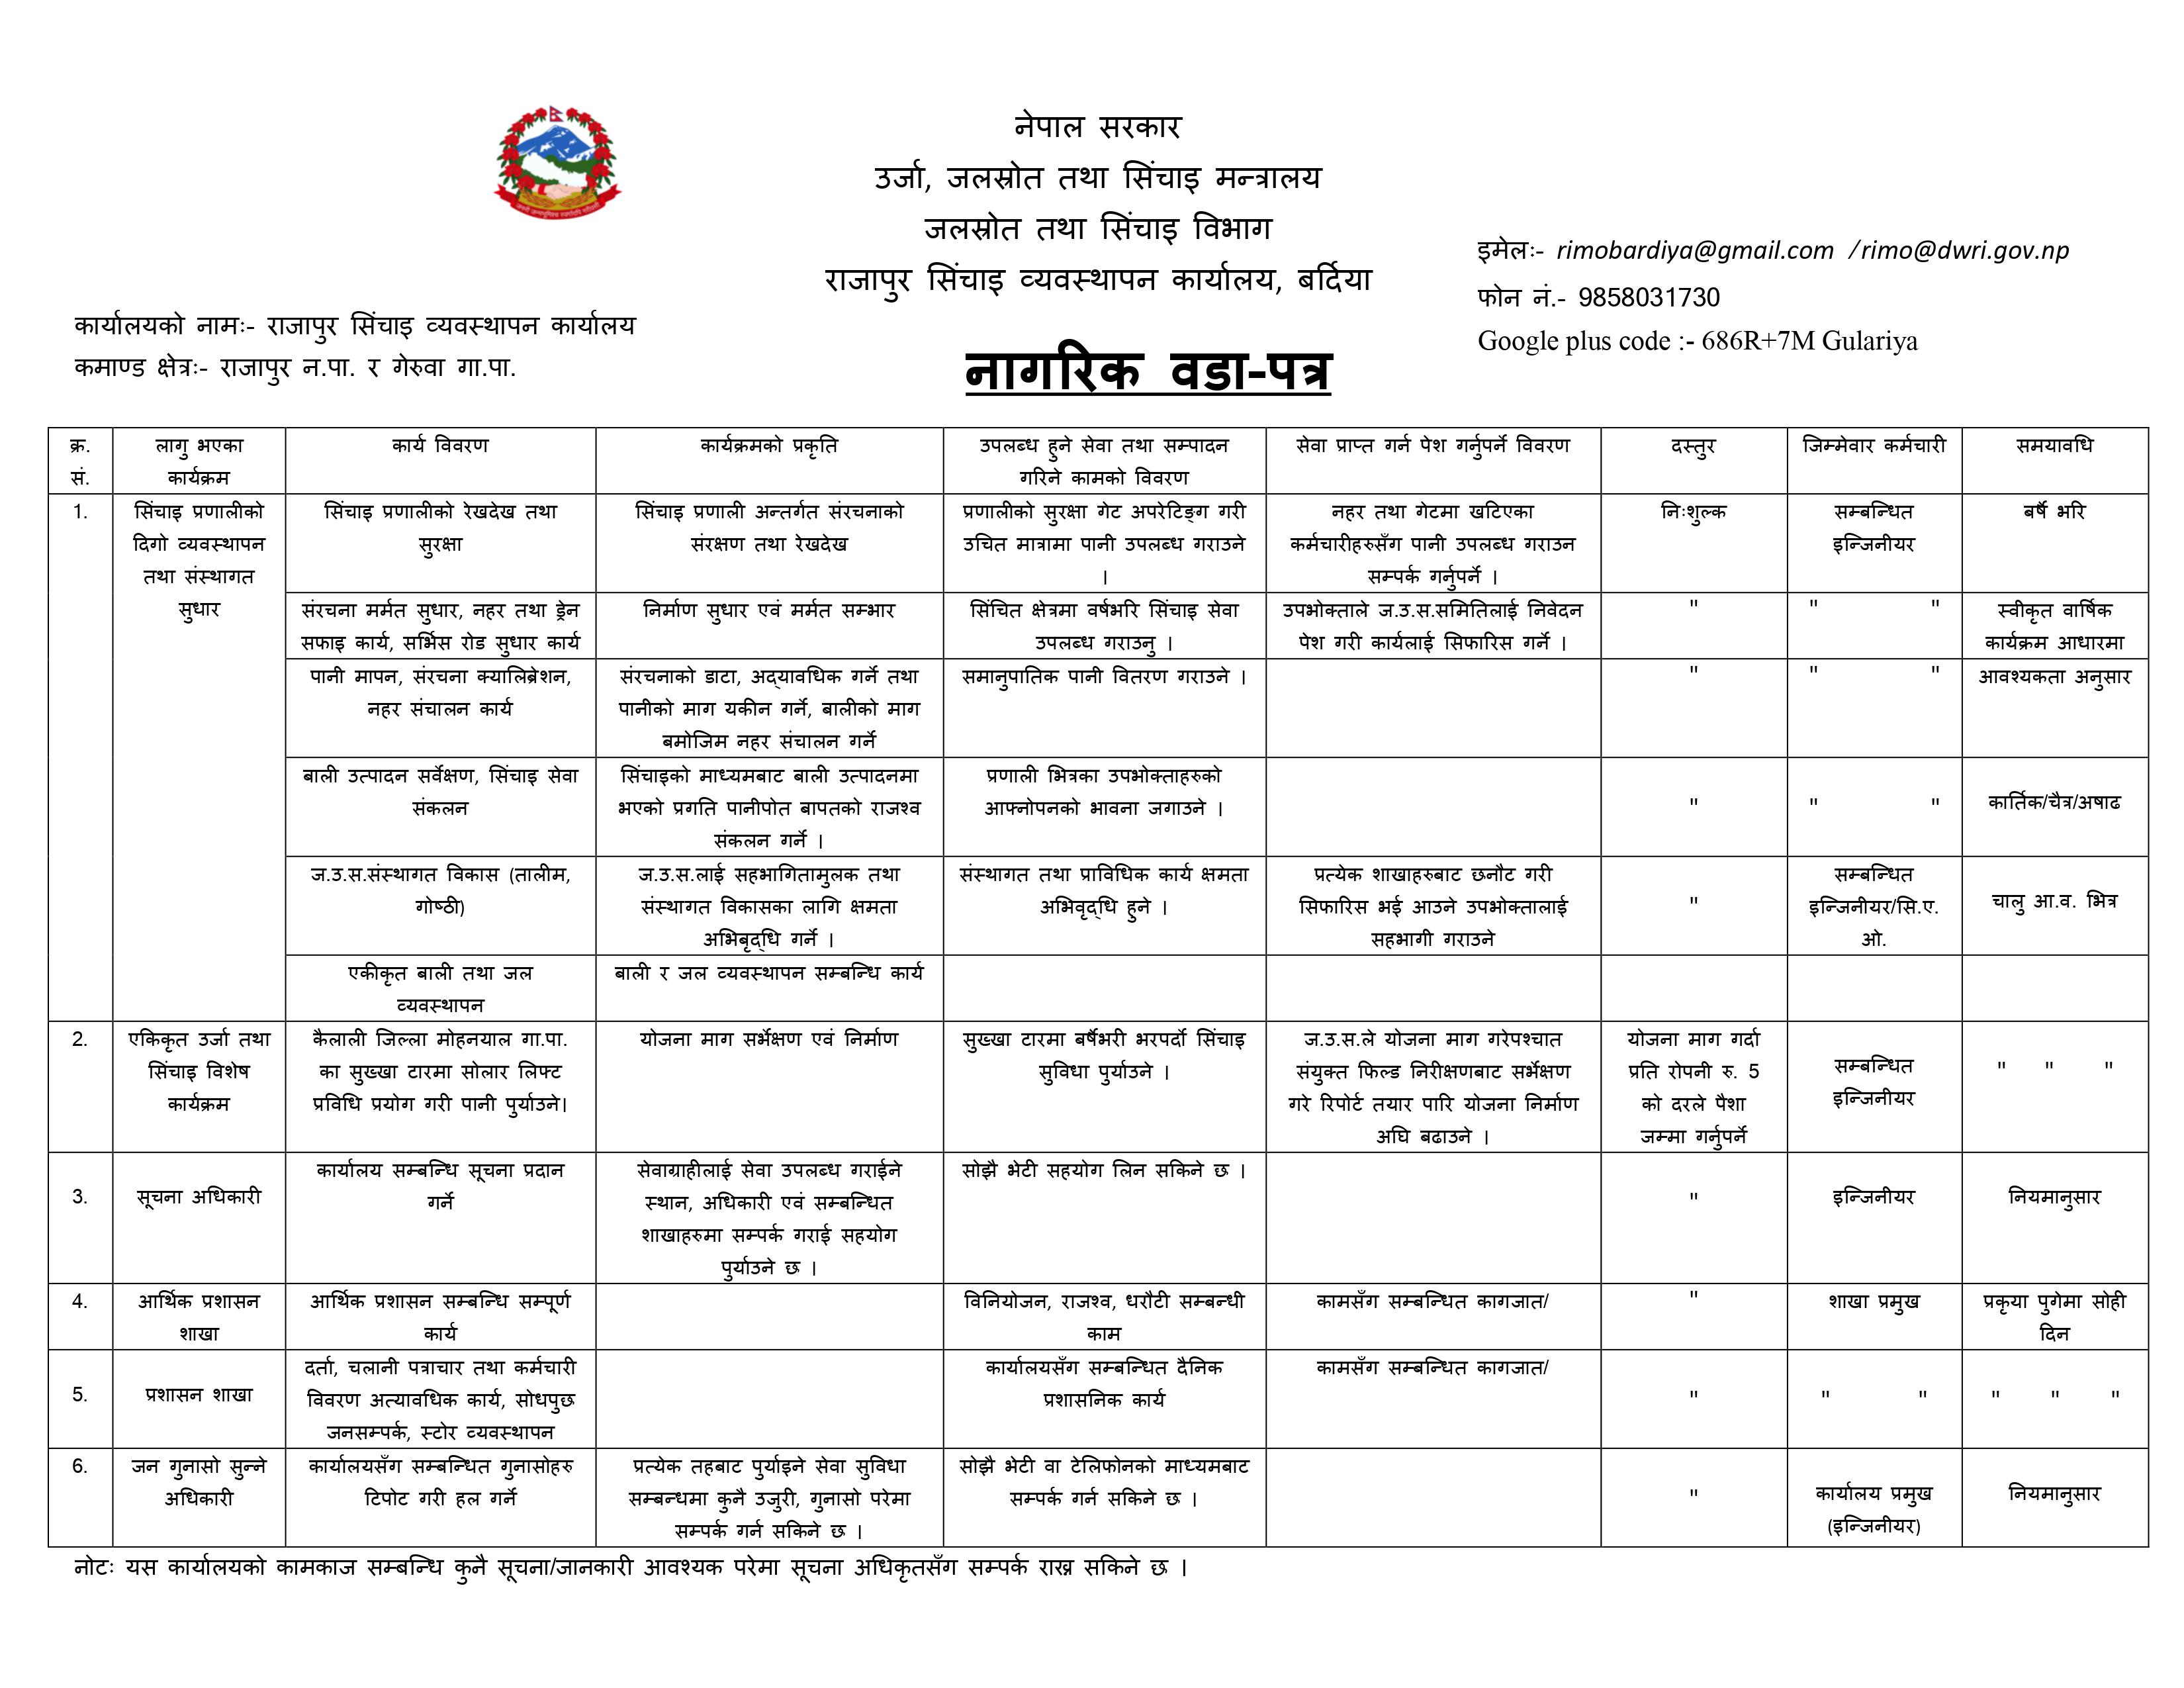 नेपाल सरकार
उर्जा, जलस्रोत तथा सिंचाइ मन्त्रालय
जलस्रोत तथा सिंचाइ विभाग
राजापुर सिंचाइ व्यवस्थापन कार्यालय, बर्दिया
इमेलः- rimobardiya@gmail.com /rimo@dwri.gov.np
फोन नं.- 9858031730
Google plus code :- 686R+7M Gulariya
कार्यालयको नामः- राजापुर सिंचाइ व्यवस्थापन कार्यालय
कमाण्ड क्षेत्रः- राजापुर न.पा. र गेरुवा गा.पा.
नागरिक वडा-पत्र
क्र.
सं.
लागु भएका
कार्यक्रम
कार्य विवरण
कार्यक्रमको प्रकृति
उपलब्ध हुने सेवा तथा सम्पादन
गरिने कामको विवरण
सेवा प्राप्त गर्न पेश गर्नुपर्ने विवरण
दस्तुर
जिम्मेवार कर्मचारी
समयावधि
1.
सिंचाइ प्रणालीको
दिगो व्यवस्थापन
तथा संस्थागत
सुधार
सिंचाइ प्रणालीको रेखदेख तथा
सुरक्षा
सिंचाइ प्रणाली अन्तर्गत संरचनाको
संरक्षण तथा रेखदेख
प्रणालीको सुरक्षा गेट अपरेटिङ्ग गरी
उचित मात्रामा पानी उपलब्ध गराउने
।
नहर तथा गेटमा खटिएका
कर्मचारीहरुसँग पानी उपलब्ध गराउन
सम्पर्क गर्नुपर्ने ।
निःशुल्क
सम्बन्धित
इन्जिनीयर
बर्षै भरि
संरचना मर्मत सुधार, नहर तथा ड्रेन
सफाइ कार्य, सर्भिस रोड सुधार कार्य
निर्माण सुधार एवं मर्मत सम्भार
सिंचित क्षेत्रमा वर्षभरि सिंचाइ सेवा
उपलब्ध गराउनु ।
उपभोक्ताले ज.उ.स.समितिलाई निवेदन
पेश गरी कार्यलाई सिफारिस गर्ने ।
"
" "
स्वीकृत वार्षिक
कार्यक्रम आधारमा
पानी मापन, संरचना क्यालिब्रेशन,
नहर संचालन कार्य
संरचनाको डाटा, अद्यावधिक गर्ने तथा
पानीको माग यकीन गर्ने, बालीको माग
बमोजिम नहर संचालन गर्ने
समानुपातिक पानी वितरण गराउने ।
"
" "
आवश्यकता अनुसार
बाली उत्पादन सर्वेक्षण, सिंचाइ सेवा
संकलन
सिंचाइको माध्यमबाट बाली उत्पादनमा
भएको प्रगति पानीपोत बापतको राजश्व
संकलन गर्ने ।
प्रणाली भित्रका उपभोक्ताहरुको
आफ्नोपनको भावना जगाउने ।
"
" "
कार्तिक/चैत्र/अषाढ
ज.उ.स.संस्थागत विकास (तालीम,
गोष्ठी)
ज.उ.स.लाई सहभागितामुलक तथा
संस्थागत विकासका लागि क्षमता
अभिबृद्धि गर्ने ।
संस्थागत तथा प्राविधिक कार्य क्षमता
अभिवृद्धि हुने ।
प्रत्येक शाखाहरुबाट छनौट गरी
सिफारिस भई आउने उपभोक्तालाई
सहभागी गराउने
"
सम्बन्धित
इन्जिनीयर/सि.ए.
ओ.
चालु आ.व. भित्र
एकीकृत बाली तथा जल
व्यवस्थापन
बाली र जल व्यवस्थापन सम्बन्धि कार्य
2.
एकिकृत उर्जा तथा
सिंचाइ विशेष
कार्यक्रम
कैलाली जिल्ला मोहनयाल गा.पा.
का सुख्खा टारमा सोलार लिफ्ट
प्रविधि प्रयोग गरी पानी पुर्याउने।
योजना माग सर्भेक्षण एवं निर्माण
सुख्खा टारमा बर्षैभरी भरपर्दो सिंचाइ
सुविधा पुर्याउने ।
ज.उ.स.ले योजना माग गरेपश्चात
संयुक्त फिल्ड निरीक्षणबाट सर्भेक्षण
गरे रिपोर्ट तयार पारि योजना निर्माण
अघि बढाउने ।
योजना माग गर्दा
प्रति रोपनी रु. 5
को दरले पैशा
जम्मा गर्नुपर्ने
सम्बन्धित
इन्जिनीयर
" " "
3.
सूचना अधिकारी
कार्यालय सम्बन्धि सूचना प्रदान
गर्ने
सेवाग्राहीलाई सेवा उपलब्ध गराईने
स्थान, अधिकारी एवं सम्बन्धित
शाखाहरुमा सम्पर्क गराई सहयोग
पुर्याउने छ ।
सोझै भेटी सहयोग लिन सकिने छ ।
"
इन्जिनीयर
नियमानुसार
4.
आर्थिक प्रशासन
शाखा
आर्थिक प्रशासन सम्बन्धि सम्पूर्ण
कार्य
विनियोजन, राजश्व, धरौटी सम्बन्धी
काम
कामसँग सम्बन्धित कागजात/
"
शाखा प्रमुख
प्रकृया पुगेमा सोही
दिन
5.
प्रशासन शाखा
दर्ता, चलानी पत्राचार तथा कर्मचारी
विवरण अत्यावधिक कार्य, सोधपुछ
जनसम्पर्क, स्टोर व्यवस्थापन
कार्यालयसँग सम्बन्धित दैनिक
प्रशासनिक कार्य
कामसँग सम्बन्धित कागजात/
"
" "
" " "
6.
जन गुनासो सुन्ने
अधिकारी
कार्यालयसँग सम्बन्धित गुनासोहरु
टिपोट गरी हल गर्ने
प्रत्येक तहबाट पुर्याइने सेवा सुविधा
सम्बन्धमा कुनै उजुरी, गुनासो परेमा
सम्पर्क गर्न सकिने छ ।
सोझै भेटी वा टेलिफोनको माध्यमबाट
सम्पर्क गर्न सकिने छ ।
"
कार्यालय प्रमुख
(इन्जिनीयर)
नियमानुसार
नोटः यस कार्यालयको कामकाज सम्बन्धि कुनै सूचना/जानकारी आवश्यक परेमा सूचना अधिकृतसँग सम्पर्क राख्न सकिने छ ।